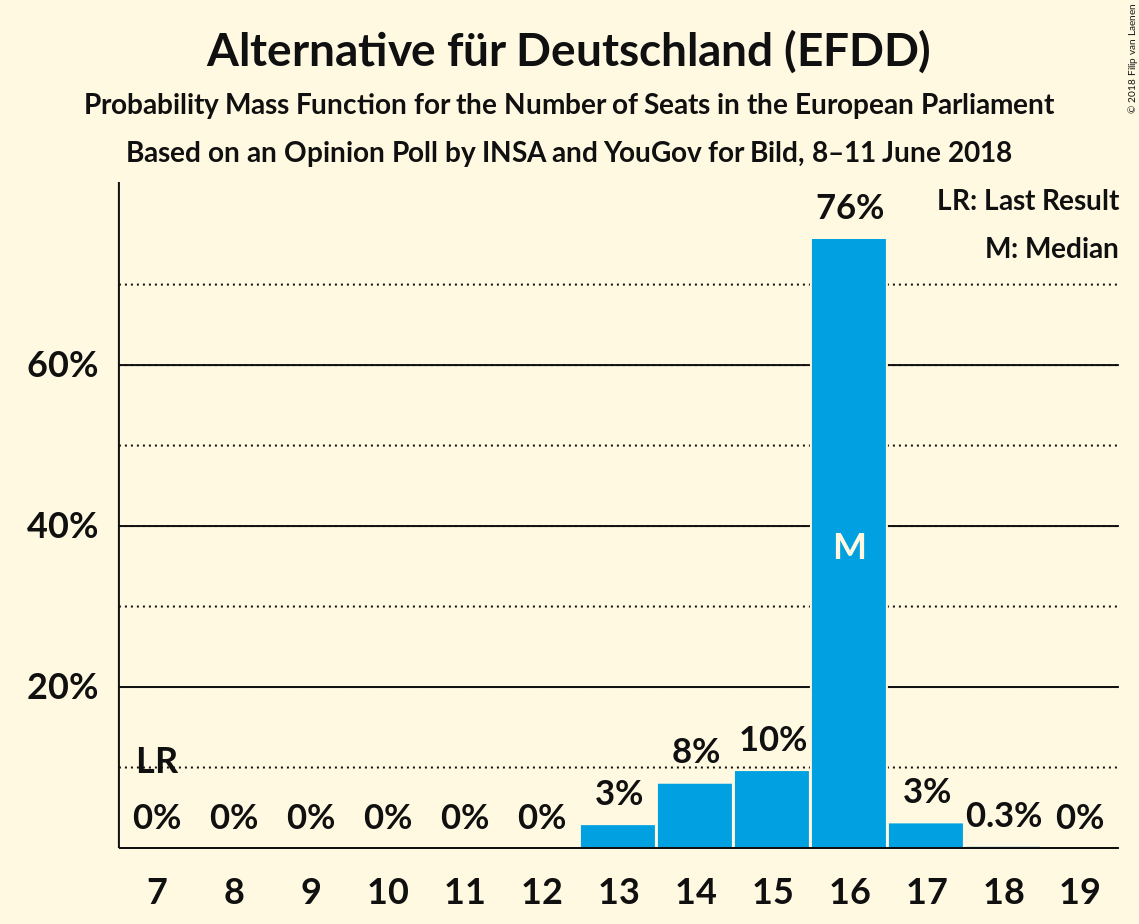 Alternative für Deutschland (EFDD)
Probability Mass Function for the Number of Seats in the European Parliament
Based on an Opinion Poll by INSA and YouGov for Bild, 8–11 June 2018
© 2018 Filip van Laenen
LR: Last Result
M: Median
76%
60%
40%
M
20%
LR
0% 0% 0% 0% 0% 0% 3% 8% 10% 3% 0.3% 0%
7 8 9 10 11 12 13 14 15 16 17 18 19